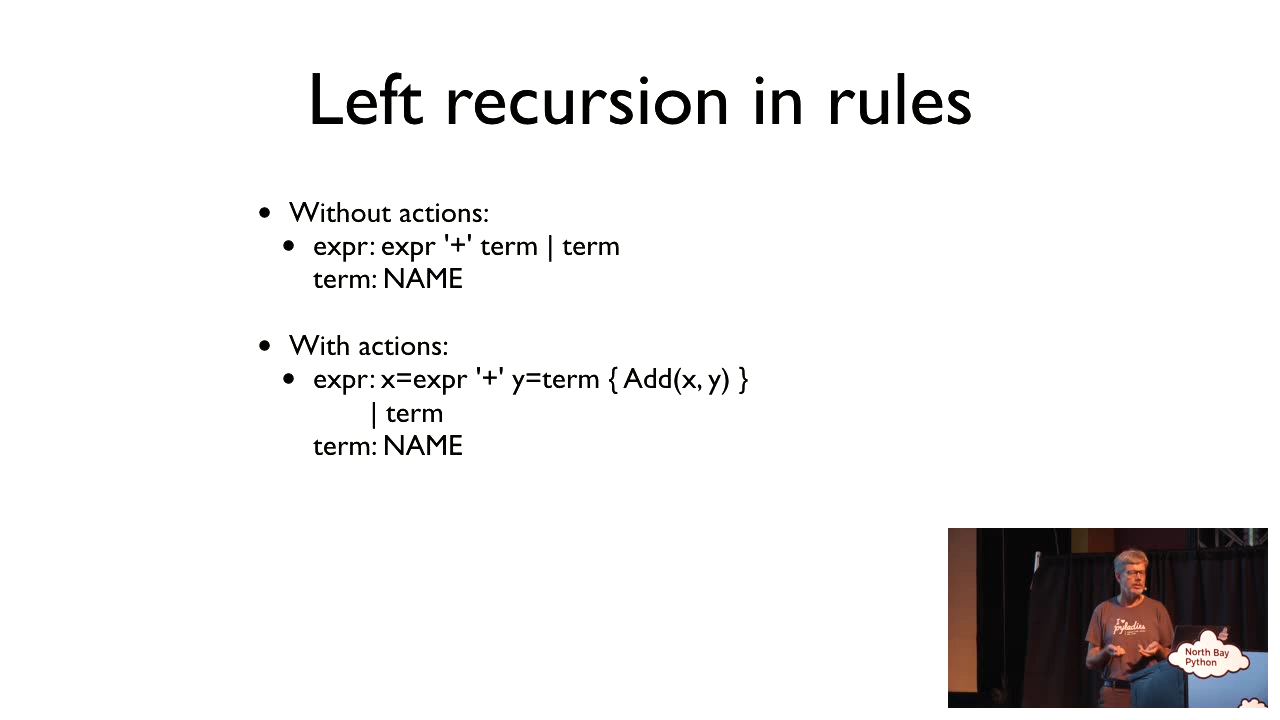 Left recursion in rules
• Without actions:
• expr: expr '+' term | term
term: NAME
• With actions:
• expr: x=expr '+' y=term { Add(x, y) }
| term
term: NAME
I ♥
pyladies
North Bay
Python